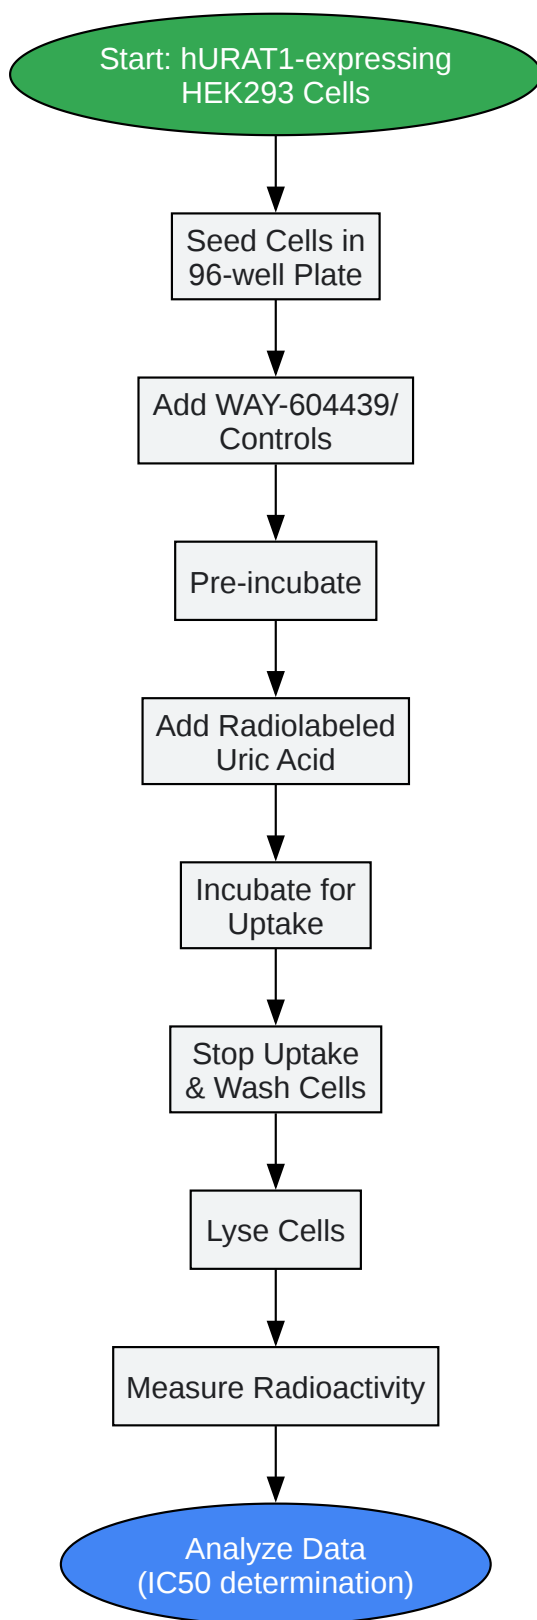 Start: hURAT1-expressing
HEK293 Cells
Seed Cells in
96-well Plate
Add WAY-604439/
Controls
Pre-incubate
Add Radiolabeled
Uric Acid
Incubate for
Uptake
Stop Uptake
& Wash Cells
Lyse Cells
Measure Radioactivity
Analyze Data
(IC50 determination)